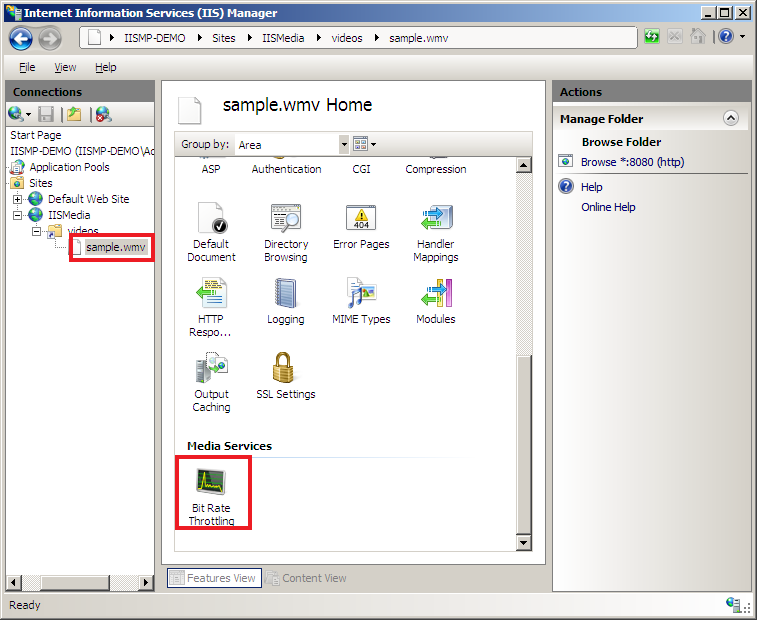 Internet Information Services (IIS) Manager
IISMP-DEMO
Sites
IISMedia
videos
sample.wmv
File
View
Help
Connections
Start Page
IISMP-DEMO (IISMP-DEMO\Ad
Application Pools
Sites
Default Web Site
IISMedia
videos
sample.wmv
sample.wmv Home
Group by:
Area
ASP
Authentication
CGI
Compression
Default
Document
Directory
Browsing
Error Pages
404
Handler
Mappings
HTTP
Respo...
Logging
MIME Types
Modules
Output
Caching
SSL Settings
Media Services
Bit Rate
Throttling
Features View
Content View
Actions
Manage Folder
Browse Folder
Browse *:8080 (http)
Help
Online Help
Ready